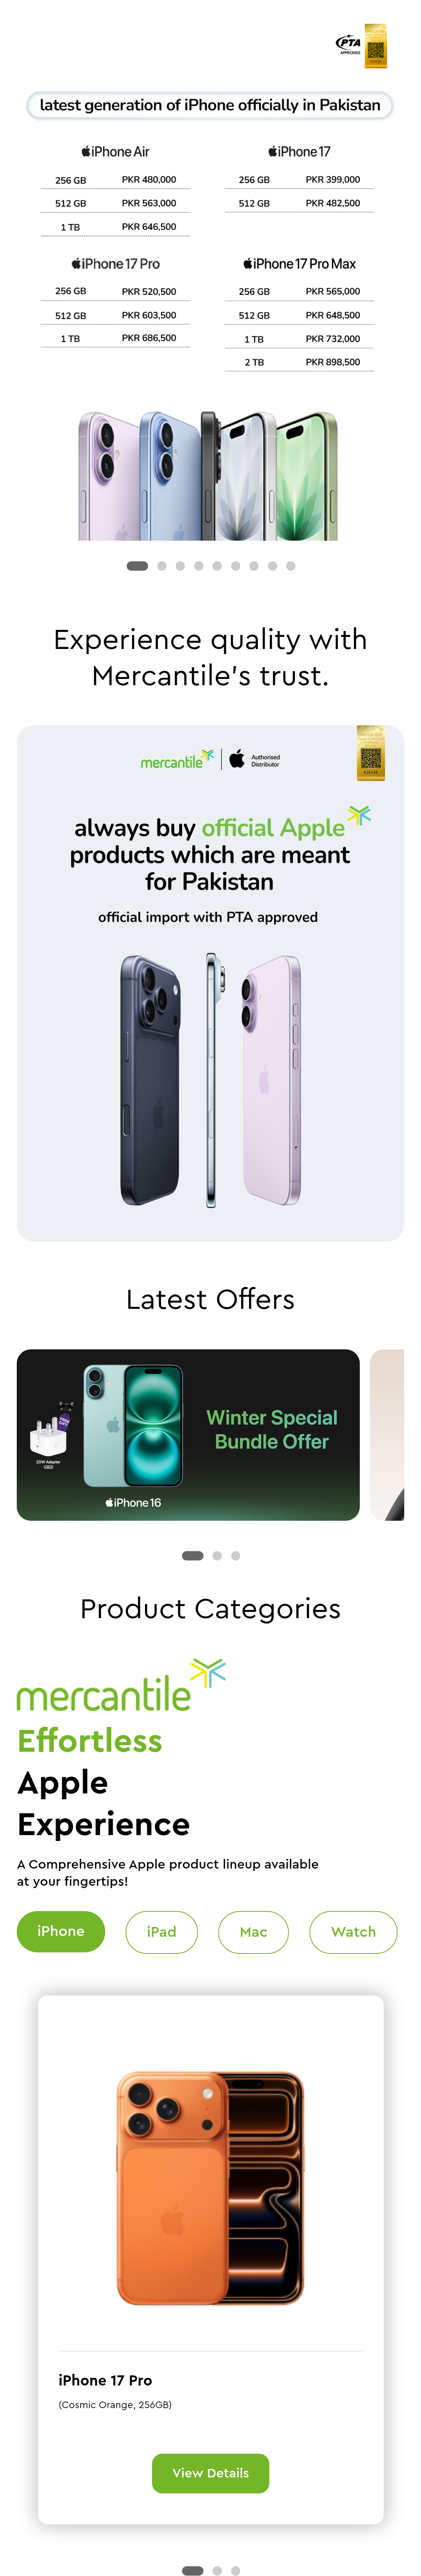 PTA
APPROVED
latest generation of iPhone officially in Pakistan
iPhone Air
256 GB PKR 480,000
512 GB PKR 563,000
1 TB PKR 646,500
iPhone 17
256 GB PKR 399,000
512 GB PKR 482,500
iPhone 17 Pro
256 GB PKR 520,500
512 GB PKR 603,500
1 TB PKR 686,500
iPhone 17 Pro Max
256 GB PKR 565,000
512 GB PKR 648,500
1 TB PKR 732,000
2 TB PKR 898,500
Experience quality with
Mercantile's trust.
mercantile
Authorised
Distributor
always buy official Apple
products which are meant
for Pakistan
official import with PTA approved
Latest Offers
20W Adapter
iPhone 16
Winter Special
Bundle Offer
Product Categories
mercantile
Effortless
Apple
Experience
A Comprehensive Apple product lineup available
at your fingertips!
iPhone
iPad
Mac
Watch
iPhone 17 Pro
(Cosmic Orange, 256GB)
View Details